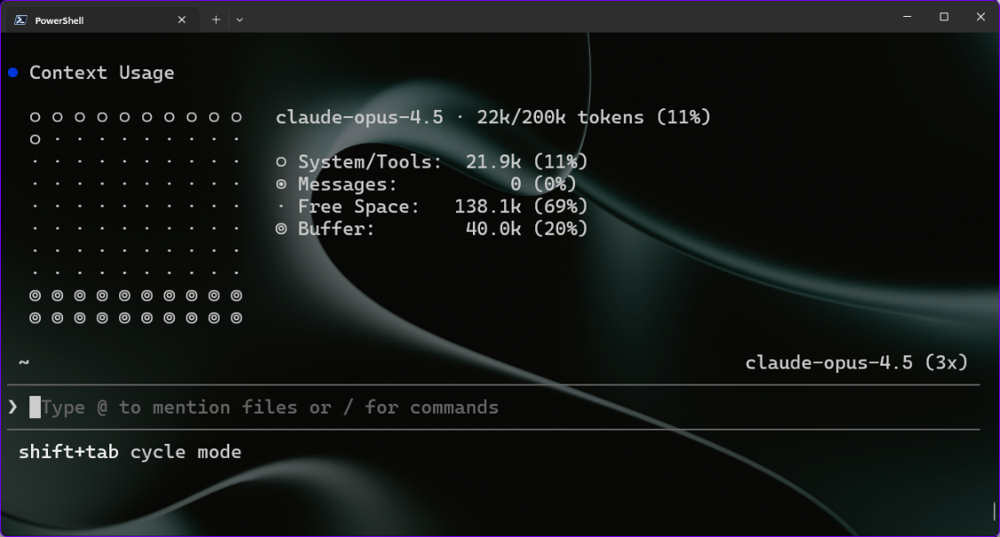 PowerShell
Context Usage
claude-opus-4.5 · 22k/200k tokens (11%)
System/Tools: 21.9k (11%)
Messages: 0 (0%)
Free Space: 138.1k (69%)
Buffer: 40.0k (20%)
~ claude-opus-4.5 (3x)
❯ Type @ to mention files or / for commands
shift+tab cycle mode